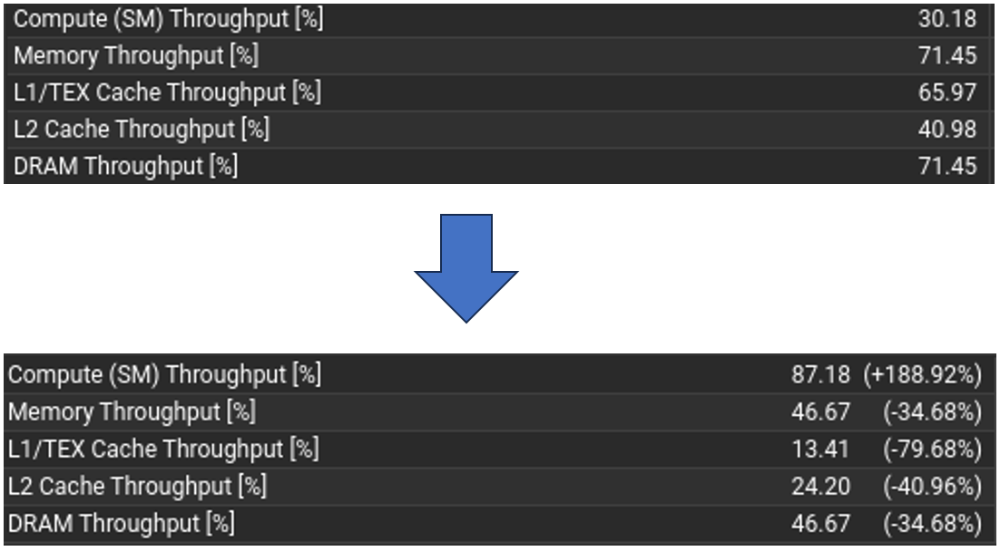 Compute (SM) Throughput [%] 30.18
Memory Throughput [%] 71.45
L1/TEX Cache Throughput [%] 65.97
L2 Cache Throughput [%] 40.98
DRAM Throughput [%] 71.45
Compute (SM) Throughput [%] 87.18 (+188.92%)
Memory Throughput [%] 46.67 (-34.68%)
L1/TEX Cache Throughput [%] 13.41 (-79.68%)
L2 Cache Throughput [%] 24.20 (-40.96%)
DRAM Throughput [%] 46.67 (-34.68%)